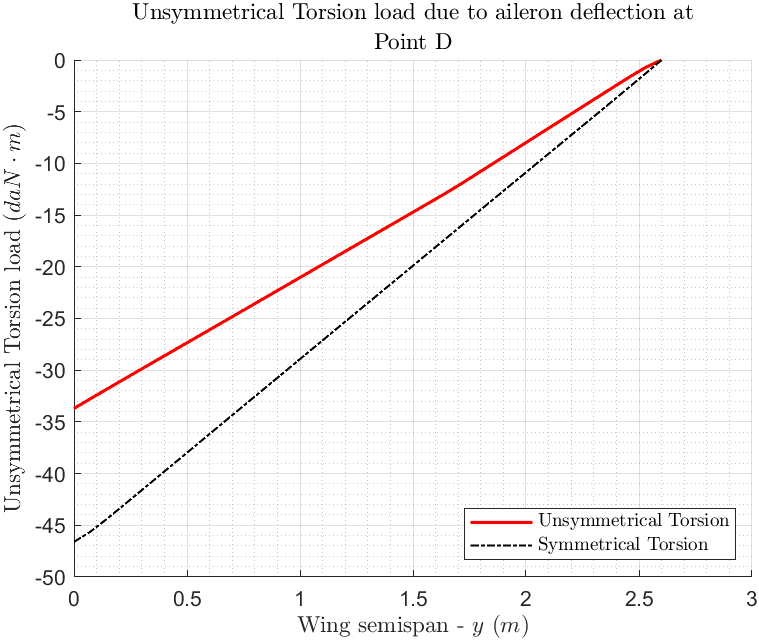 Unsymmetrical Torsion load due to aileron deflection at
Point D
Unsymmetrical Torsion load (daN · m)
0
-5
-10
-15
-20
-25
-30
-35
-40
-45
-50
0 0.5 1 1.5 2 2.5 3
Wing semispan - y (m)
Unsymmetrical Torsion
Symmetrical Torsion